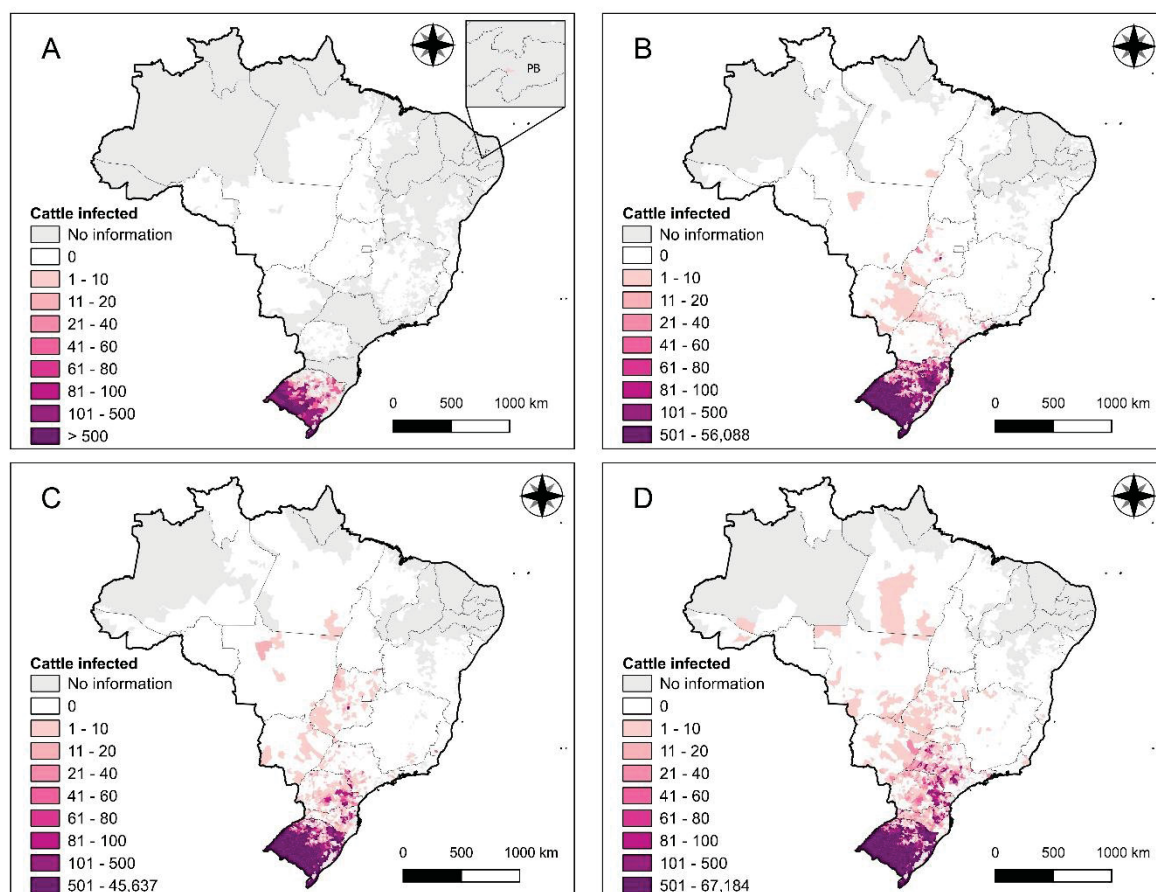 A
PB
Cattle infected
No information
0
1 - 10
11 - 20
21 - 40
41 - 60
61 - 80
81 - 100
101 - 500
> 500
0 500 1000 km
B
Cattle infected
No information
0
1 - 10
11 - 20
21 - 40
41 - 60
61 - 80
81 - 100
101 - 500
501 - 56,088
0 500 1000 km
C
Cattle infected
No information
0
1 - 10
11 - 20
21 - 40
41 - 60
61 - 80
81 - 100
101 - 500
501 - 45,637
0 500 1000 km
D
Cattle infected
No information
0
1 - 10
11 - 20
21 - 40
41 - 60
61 - 80
81 - 100
101 - 500
501 - 67,184
0 500 1000 km